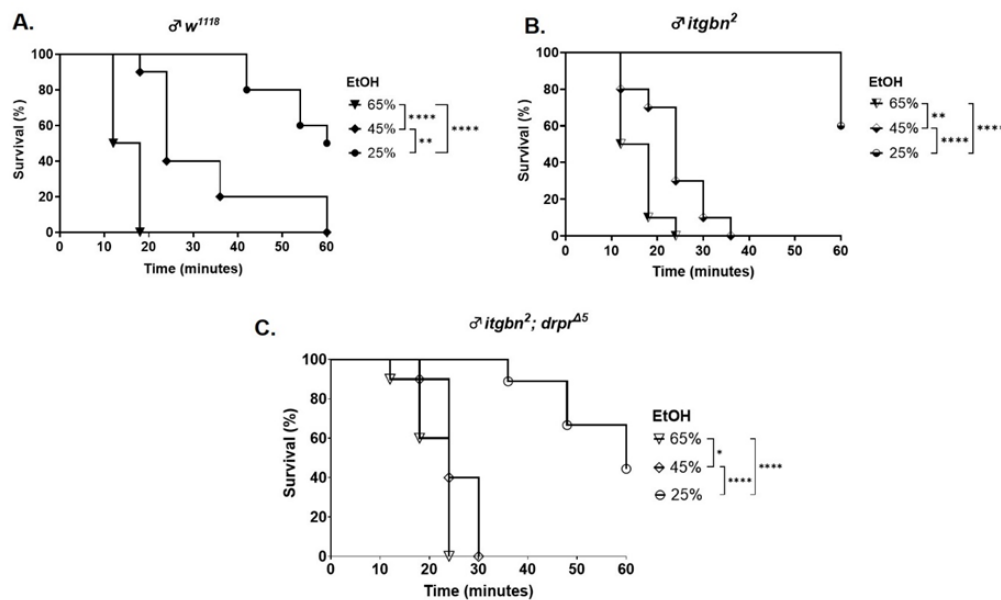 A.
♂ w¹¹¹⁸
Survival (%)
100
80
60
40
20
0
0 10 20 30 40 50 60
Time (minutes)
EtOH
65%
45%
25%
****
**
****
B.
♂ itgbn²
Survival (%)
100
80
60
40
20
0
0 10 20 30 40 50 60
Time (minutes)
EtOH
65%
45%
25%
**
****
C.
♂ itgbn²; drpr^Δ5
Survival (%)
100
80
60
40
20
0
0 10 20 30 40 50 60
Time (minutes)
EtOH
65%
45%
25%
*
****
****